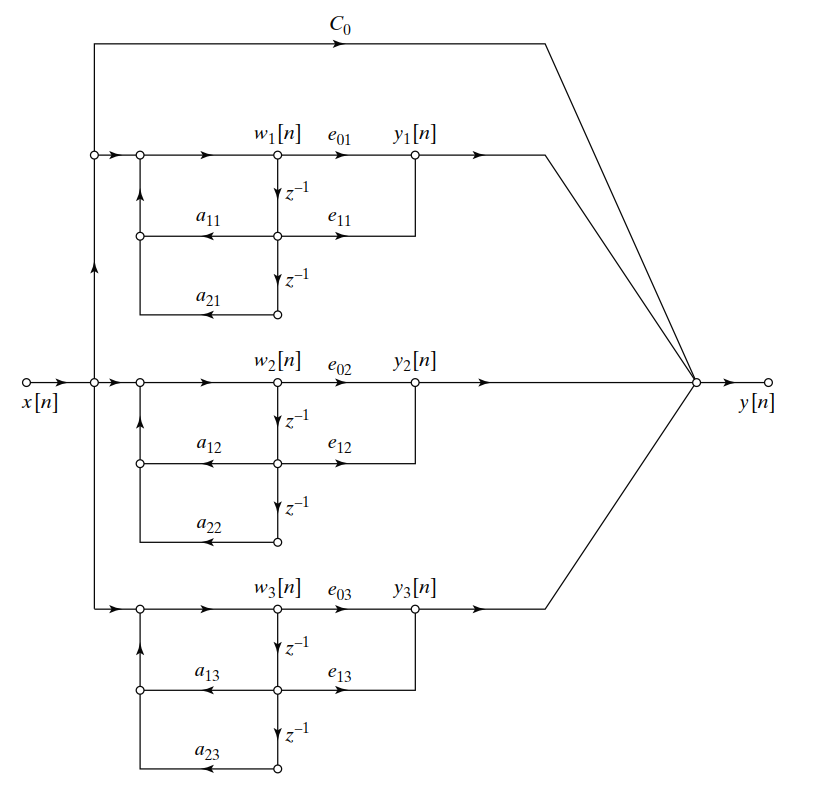 C₀
w₁[n] e₀₁ y₁[n]
z⁻¹
a₁₁ e₁₁
z⁻¹
a₂₁
w₂[n] e₀₂ y₂[n]
x[n] y[n]
z⁻¹
a₁₂ e₁₂
z⁻¹
a₂₂
w₃[n] e₀₃ y₃[n]
z⁻¹
a₁₃ e₁₃
z⁻¹
a₂₃